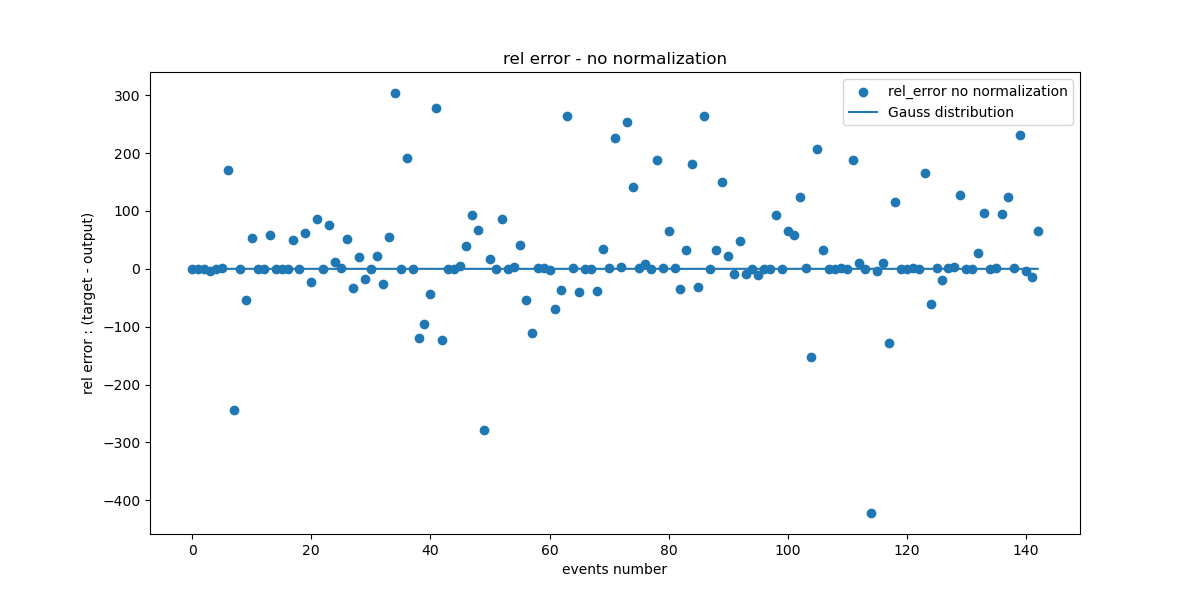 rel error - no normalization
rel_error no normalization
Gauss distribution
rel error : (target - output)
300
200
100
0
−100
−200
−300
−400
0 20 40 60 80 100 120 140
events number